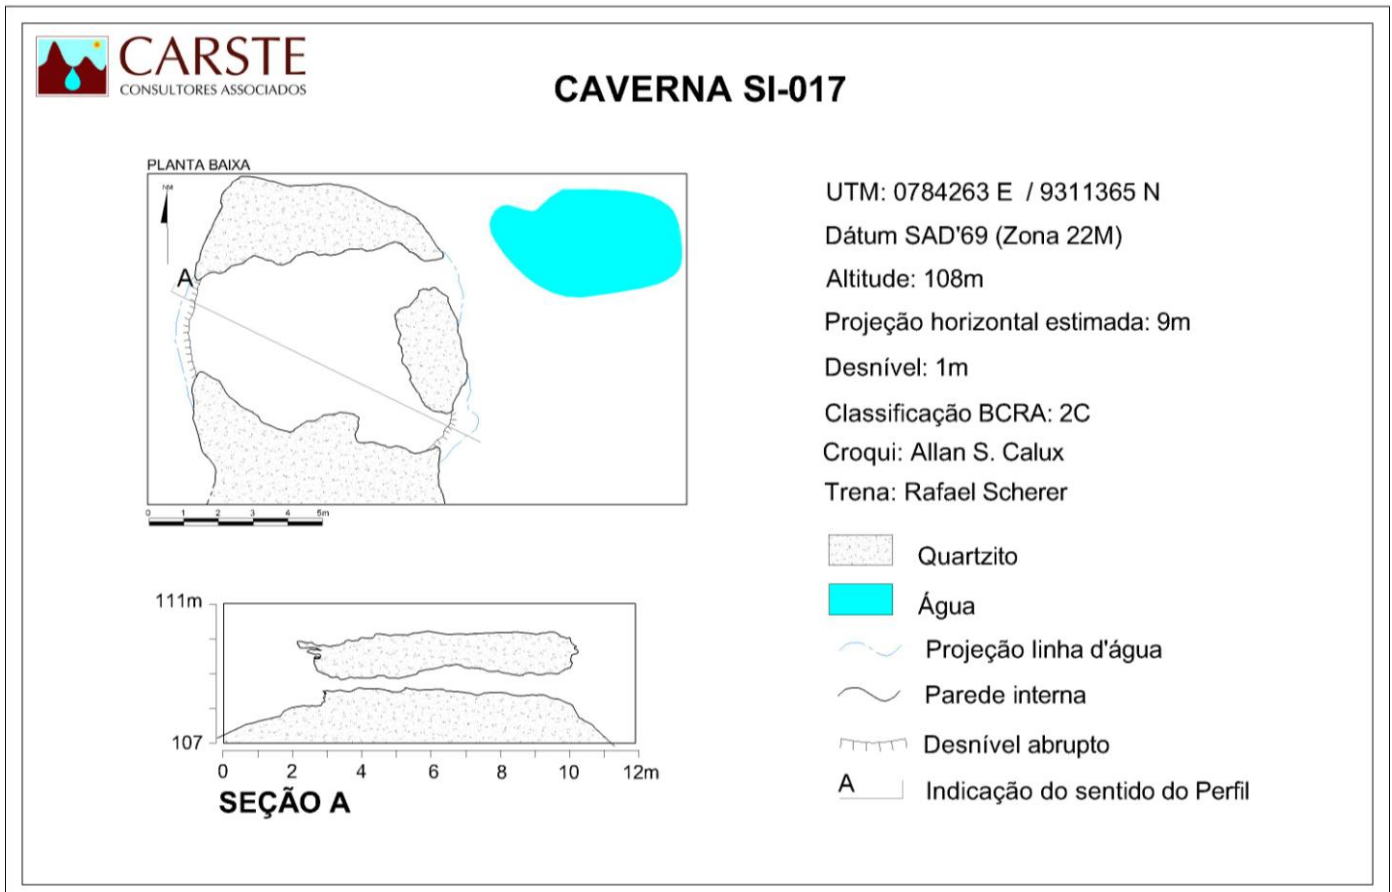 CARSTE
CONSULTORES ASSOCIADOS
CAVERNA SI-017
PLANTA BAIXA
NM
A
0 1 2 3 4 5m
UTM: 0784263 E / 9311365 N
Dátum SAD'69 (Zona 22M)
Altitude: 108m
Projeção horizontal estimada: 9m
Desnível: 1m
Classificação BCRA: 2C
Croqui: Allan S. Calux
Trena: Rafael Scherer
Quartzito
Água
Projeção linha d'água
Parede interna
Desnível abrupto
A Indicação do sentido do Perfil
111m
107
0 2 4 6 8 10 12m
SEÇÃO A